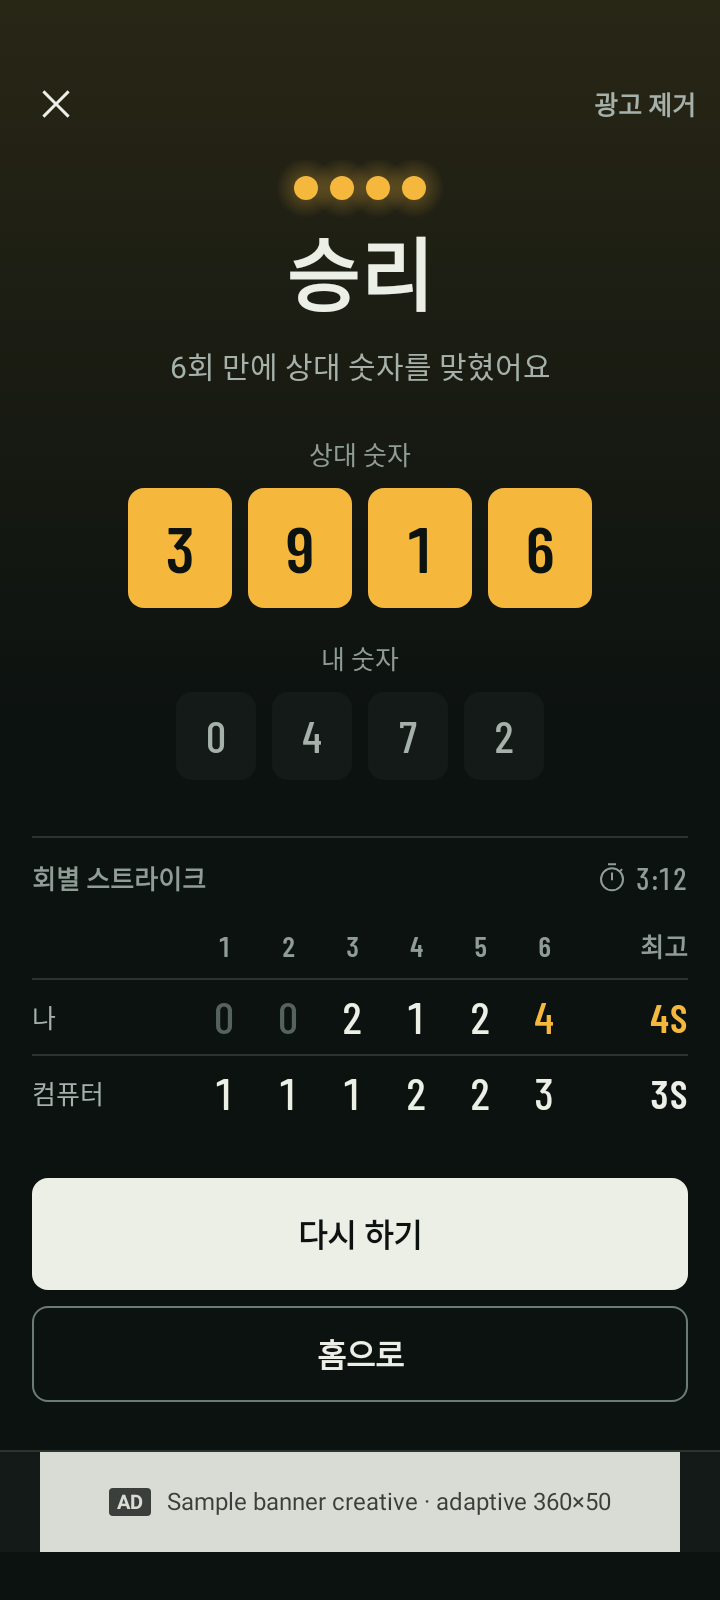 광고 제거
승리
6회 만에 상대 숫자를 맞혔어요
상대 숫자
3 9 1 6
내 숫자
0 4 7 2
회별 스트라이크 3:12
1 2 3 4 5 6 최고
나 0 0 2 1 2 4 4S
컴퓨터 1 1 1 2 2 3 3S
다시 하기
홈으로
AD Sample banner creative · adaptive 360×50